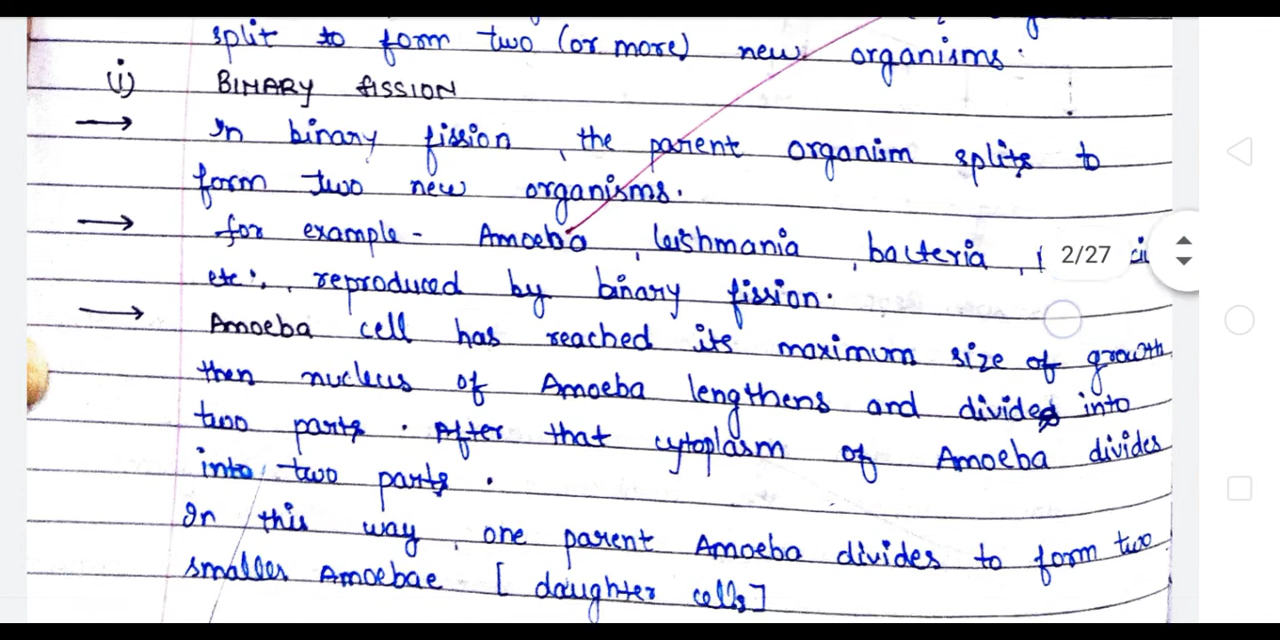 split to form two (or more) new organisms.
(i) BINARY FISSION
→ In binary fission, the parent organism splits to
form two new organisms.
→ for example - Amoeba, leishmania, bacteria,
2/27
etc., reproduced by binary fission.
→ Amoeba cell has reached its maximum size of growth
then nucleus of Amoeba lengthens and divides into
two parts. After that cytoplasm of Amoeba divides
into two parts.
In this way, one parent Amoeba divides to form two
smaller Amoebae [daughter cells]